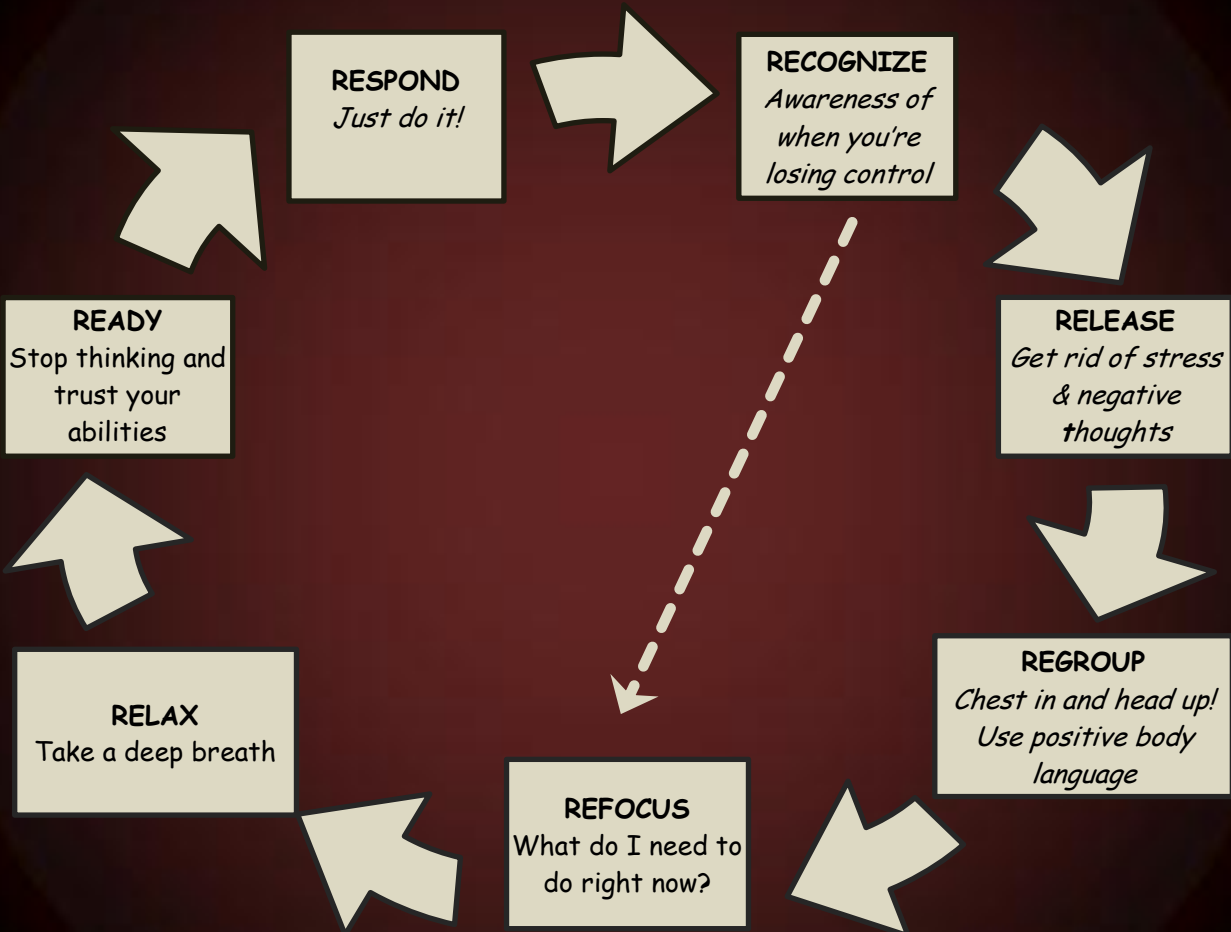 RESPOND
Just do it!
RECOGNIZE
Awareness of
when you're
losing control
RELEASE
Get rid of stress
& negative
thoughts
REGROUP
Chest in and head up!
Use positive body
language
REFOCUS
What do I need to
do right now?
RELAX
Take a deep breath
READY
Stop thinking and
trust your
abilities